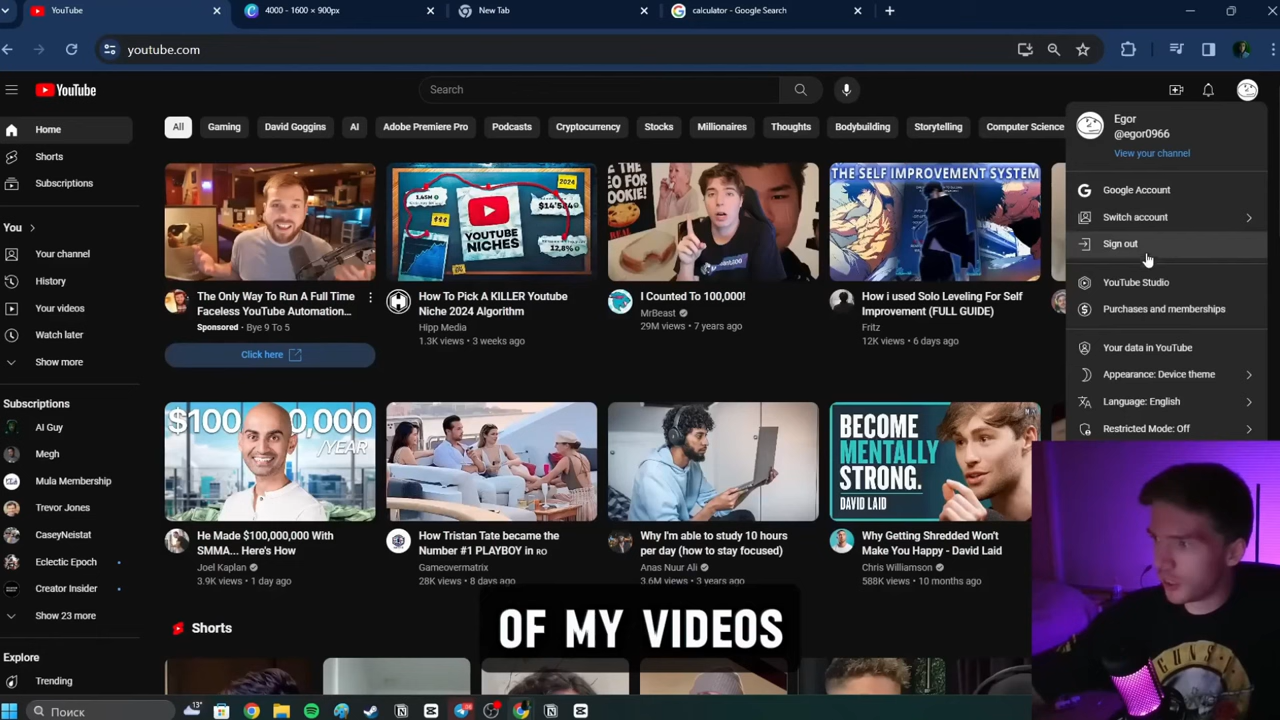 YouTube
4000 - 1600 × 900px
New Tab
calculator - Google Search
youtube.com
YouTube
Search
Home
Shorts
Subscriptions
You
Your channel
History
Your videos
Watch later
Show more
Subscriptions
AI Guy
Megh
Mula Membership
Trevor Jones
CaseyNeistat
Eclectic Epoch
Creator Insider
Show 23 more
Explore
Trending
All
Gaming
David Goggins
AI
Adobe Premiere Pro
Podcasts
Cryptocurrency
Stocks
Millionaires
Thoughts
Bodybuilding
Storytelling
Computer Science
The Only Way To Run A Full Time
Faceless YouTube Automation...
Sponsored · Bye 9 To 5
Click here
2024
$14'5840
YOUTUBE
NICHES
12,8%
How To Pick A KILLER Youtube
Niche 2024 Algorithm
Hipp Media
1.3K views · 3 weeks ago
I Counted To 100,000!
MrBeast
29M views · 7 years ago
THE SELF IMPROVEMENT SYSTEM
How i used Solo Leveling For Self
Improvement (FULL GUIDE)
Fritz
12K views · 6 days ago
$100,000,000
/YEAR
He Made $100,000,000 With
SMMA... Here's How
Joel Kaplan
3.9K views · 1 day ago
How Tristan Tate became the
Number #1 PLAYBOY in RO
Gameovermatrix
28K views · 8 days ago
Why I'm able to study 10 hours
per day (how to stay focused)
Anas Nuur Ali
3.6M views · 3 years ago
BECOME
MENTALLY
STRONG.
DAVID LAID
Why Getting Shredded Won't
Make You Happy - David Laid
Chris Williamson
588K views · 10 months ago
Shorts
Egor
@egor0966
View your channel
Google Account
Switch account
Sign out
YouTube Studio
Purchases and memberships
Your data in YouTube
Appearance: Device theme
Language: English
Restricted Mode: Off
OF MY VIDEOS
Поиск
13°